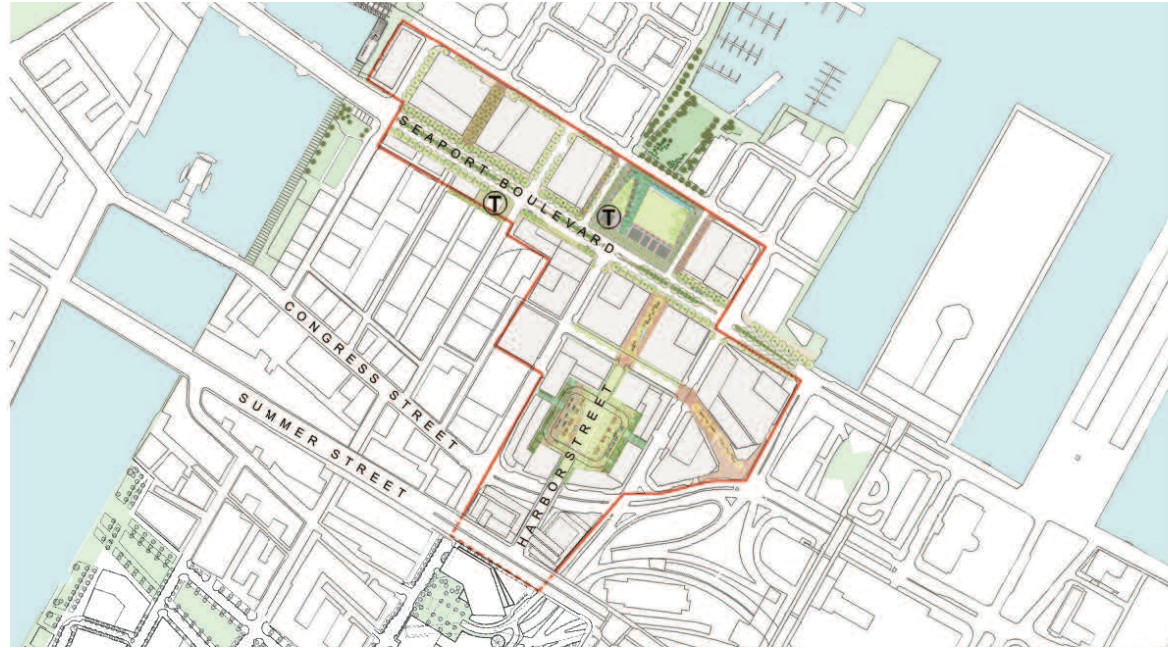 SEAPORT BOULEVARD
T
T
CONGRESS STREET
SUMMER STREET
HARBOR STREET